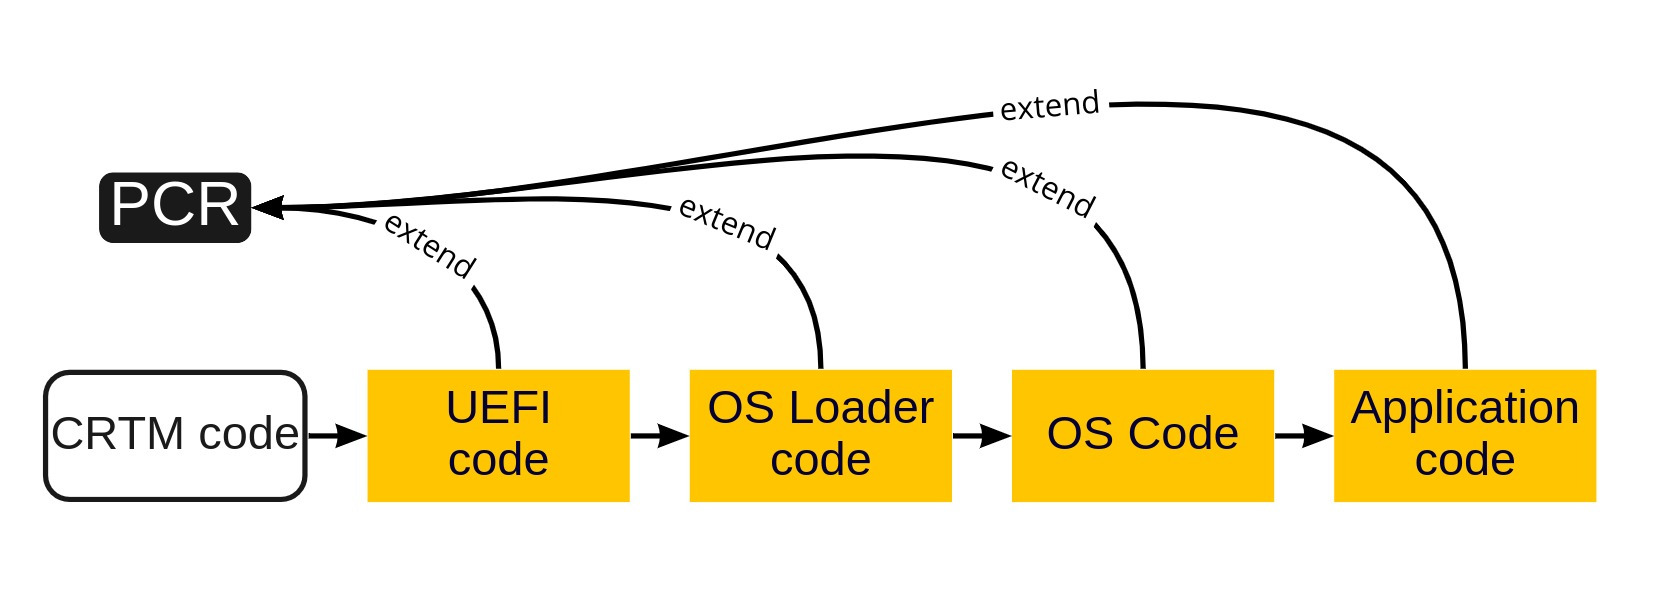 extend
extend
PCR
extend
extend
CRTM code
UEFI
code
OS Loader
code
OS Code
Application
code